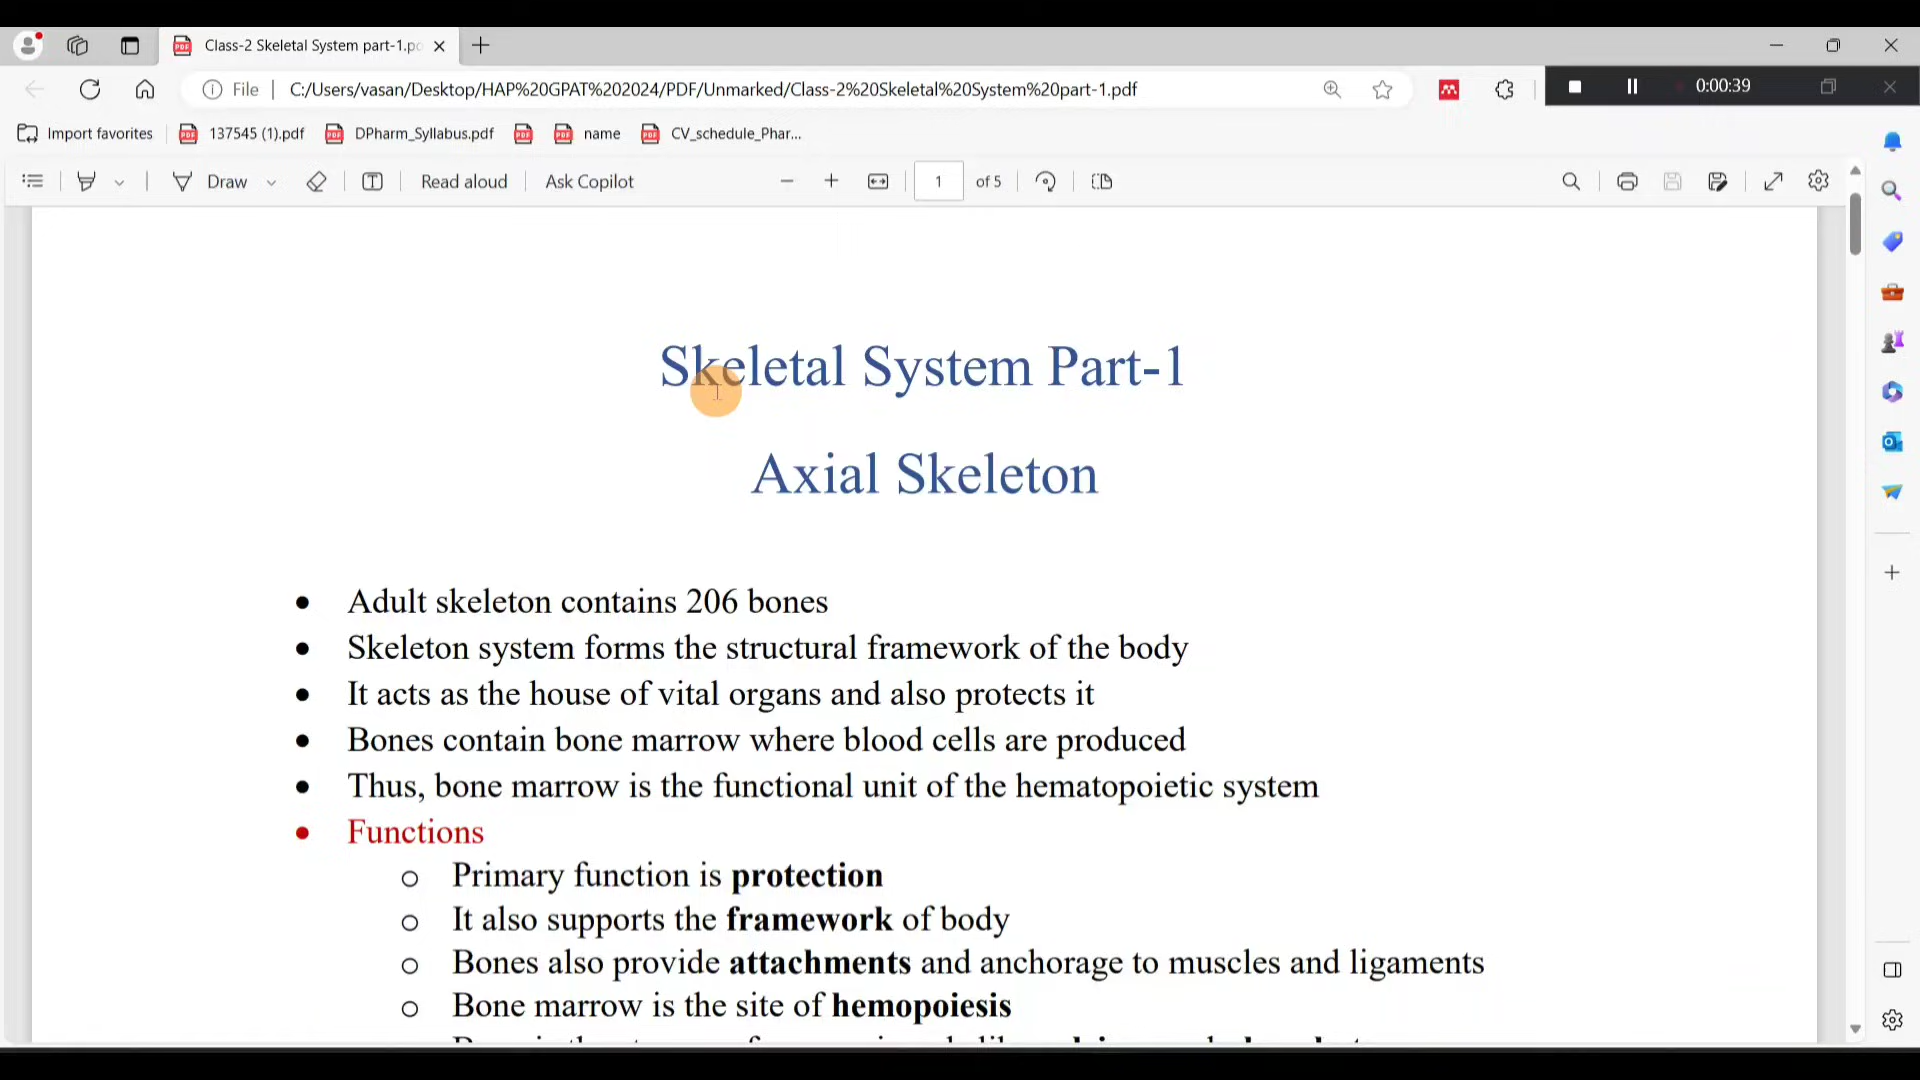 Class-2 Skeletal System part-1.pd
File
C:/Users/vasan/Desktop/HAP%20GPAT%202024/PDF/Unmarked/Class-2%20Skeletal%20System%20part-1.pdf
0:00:39
Import favorites
137545 (1).pdf
DPharm_Syllabus.pdf
name
CV_schedule_Phar...
Draw
Read aloud
Ask Copilot
1
of 5
Skeletal System Part-1
Axial Skeleton
• Adult skeleton contains 206 bones
• Skeleton system forms the structural framework of the body
• It acts as the house of vital organs and also protects it
• Bones contain bone marrow where blood cells are produced
• Thus, bone marrow is the functional unit of the hematopoietic system
• Functions
o Primary function is protection
o It also supports the framework of body
o Bones also provide attachments and anchorage to muscles and ligaments
o Bone marrow is the site of hemopoiesis